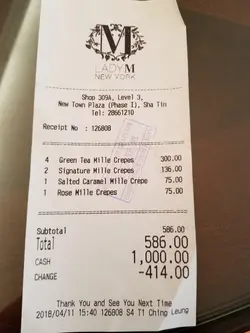 M
LADY M
NEW YORK
Shop 309A, Level 3,
New Town Plaza (Phase I), Sha Tin
Tel: 28661210
Receipt No : 126808
4 Green Tea Mille Crepes 300.00
2 Signature Mille Crepes 136.00
1 Salted Caramel Mille Crepe 75.00
1 Rose Mille Crepes 75.00
Subtotal 586.00
Total 586.00
CASH 1,000.00
CHANGE -414.00
Thank You and See You Next Time
2018/04/11 15:40 126808 S4 T1 Ching Leung